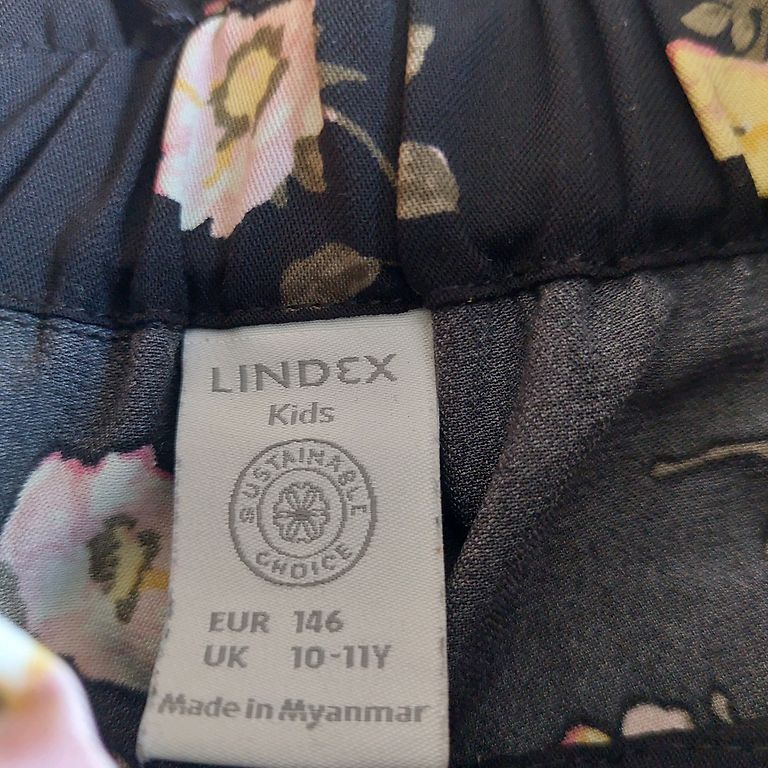 LINDEX
Kids
SUSTAINABLE
CHOICE
EUR 146
UK 10-11Y
Made in Myanmar